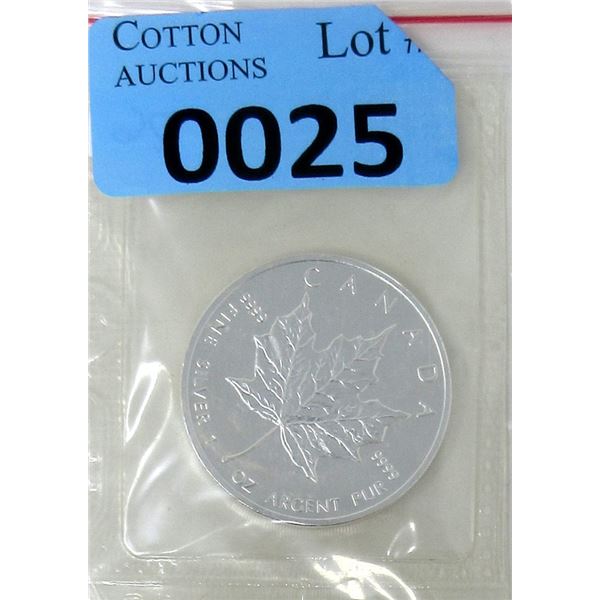 COTTON Lot
AUCTIONS
0025
CANADA
9999
FINE SILVER 1 OZ ARGENT PUR
9999